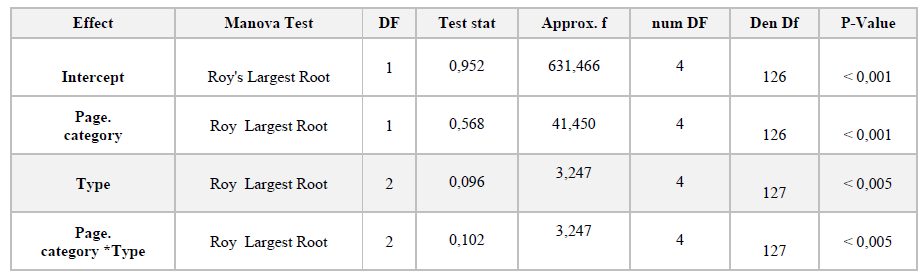 Effect Manova Test DF Test stat Approx. f num DF Den Df P-Value
Intercept Roy's Largest Root 1 0,952 631,466 4 126 < 0,001
Page.
category Roy Largest Root 1 0,568 41,450 4 126 < 0,001
Type Roy Largest Root 2 0,096 3,247 4 127 < 0,005
Page.
category *Type Roy Largest Root 2 0,102 3,247 4 127 < 0,005